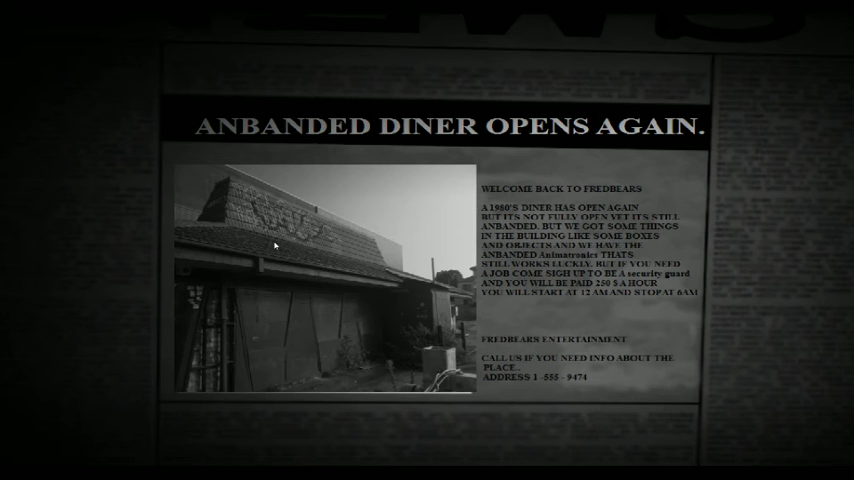 NEWS
ANBANDED DINER OPENS AGAIN.
WELCOME BACK TO FREDBEARS
A 1980'S DINER HAS OPEN AGAIN
BUT ITS NOT FULLY OPEN YET ITS STILL
ANBANDED. BUT WE GOT SOME THINGS
IN THE BUILDING LIKE SOME BOXES
AND OBJECTS AND WE HAVE THE
ANBANDED Animatronics THATS
STILL WORKS LUCKLY. BUT IF YOU NEED
A JOB COME SIGH UP TO BE A security guard
AND YOU WILL BE PAID 250 $ A HOUR
YOU WILL START AT 12 AM AND STOP AT 6AM
FREDBEARS ENTERTAINMENT
CALL US IF YOU NEED INFO ABOUT THE
PLACE..
ADDRESS 1 -555 - 9474